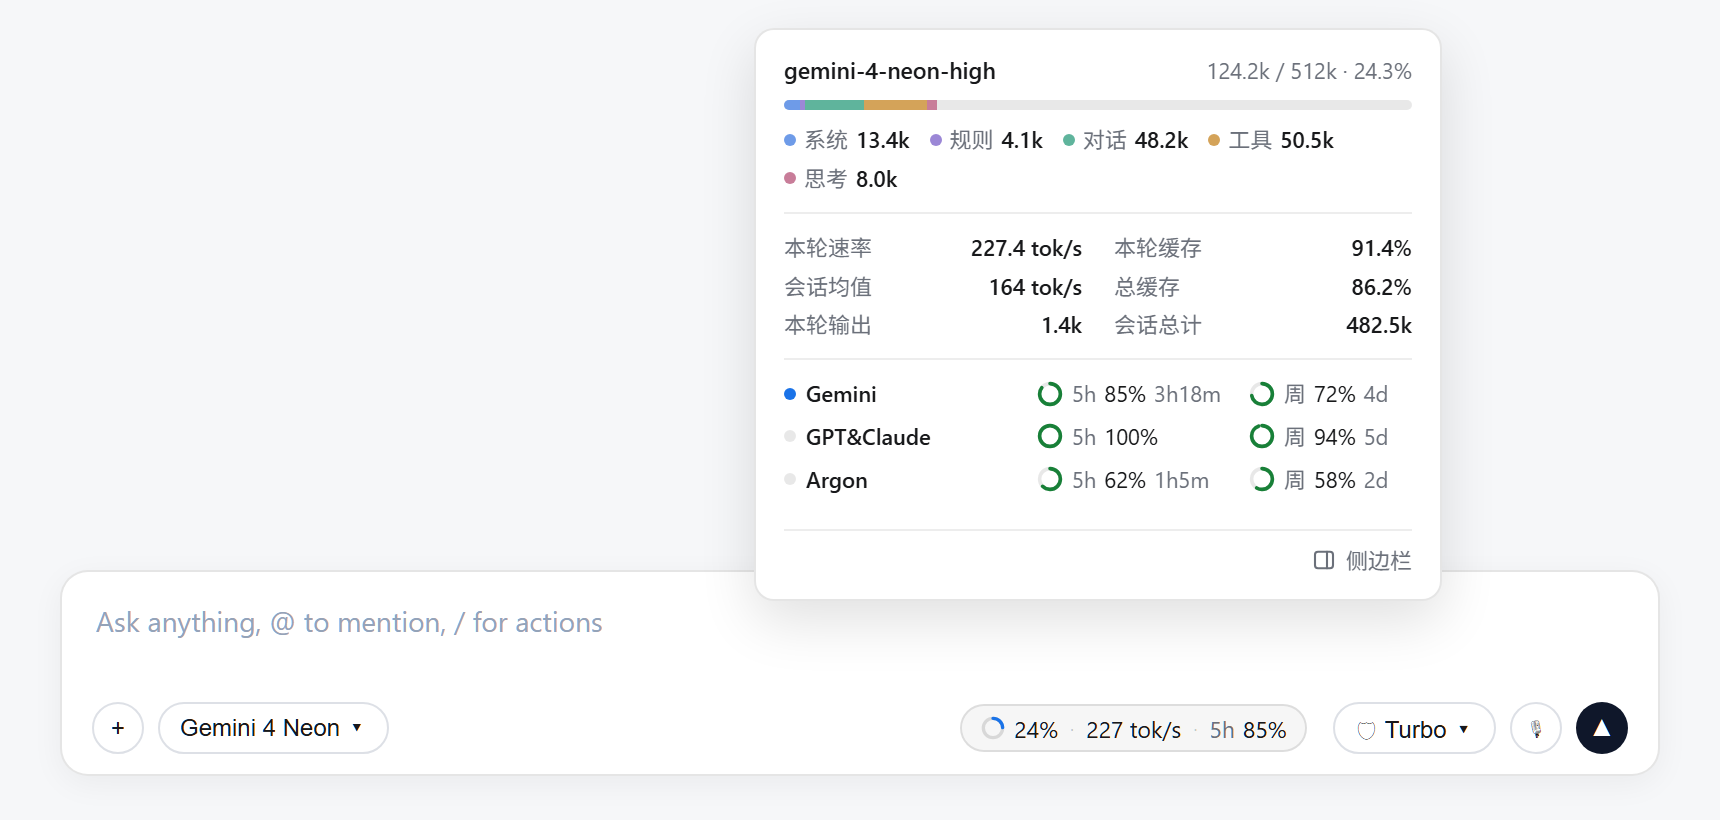 gemini-4-neon-high 124.2k / 512k · 24.3%
系统 13.4k 规则 4.1k 对话 48.2k 工具 50.5k
思考 8.0k
本轮速率 227.4 tok/s 本轮缓存 91.4%
会话均值 164 tok/s 总缓存 86.2%
本轮输出 1.4k 会话总计 482.5k
Gemini 5h 85% 3h18m 周 72% 4d
GPT&Claude 5h 100% 周 94% 5d
Argon 5h 62% 1h5m 周 58% 2d
侧边栏
Ask anything, @ to mention, / for actions
+ Gemini 4 Neon 24% · 227 tok/s · 5h 85% Turbo